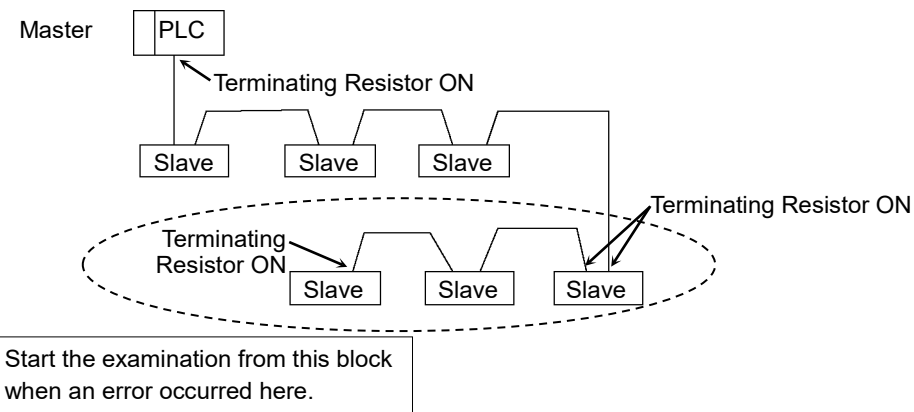 Master
PLC
Terminating Resistor ON
Slave
Slave
Slave
Terminating Resistor ON
Terminating
Resistor ON
Slave
Slave
Slave
Start the examination from this block
when an error occurred here.